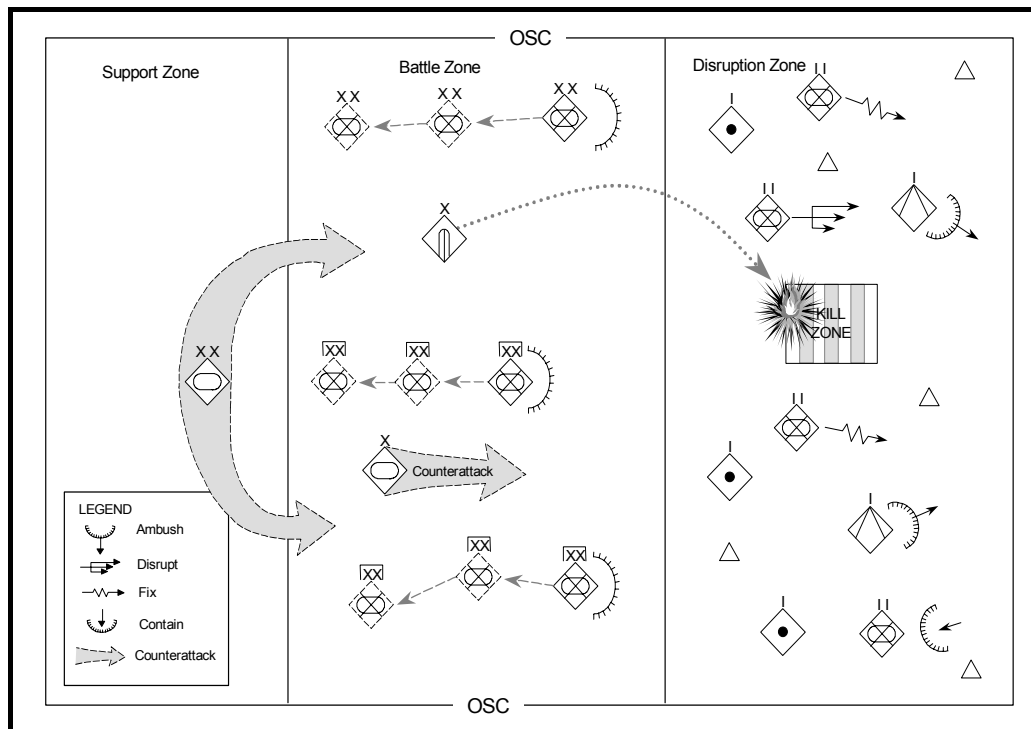 OSC
Support Zone
Battle Zone
Disruption Zone
XX
XX
XX
I
II
I
II
X
KILL
ZONE
XX
XX
XX
XX
II
X
I
Counterattack
I
XX
XX
XX
I
II
LEGEND
Ambush
Disrupt
Fix
Contain
Counterattack
OSC